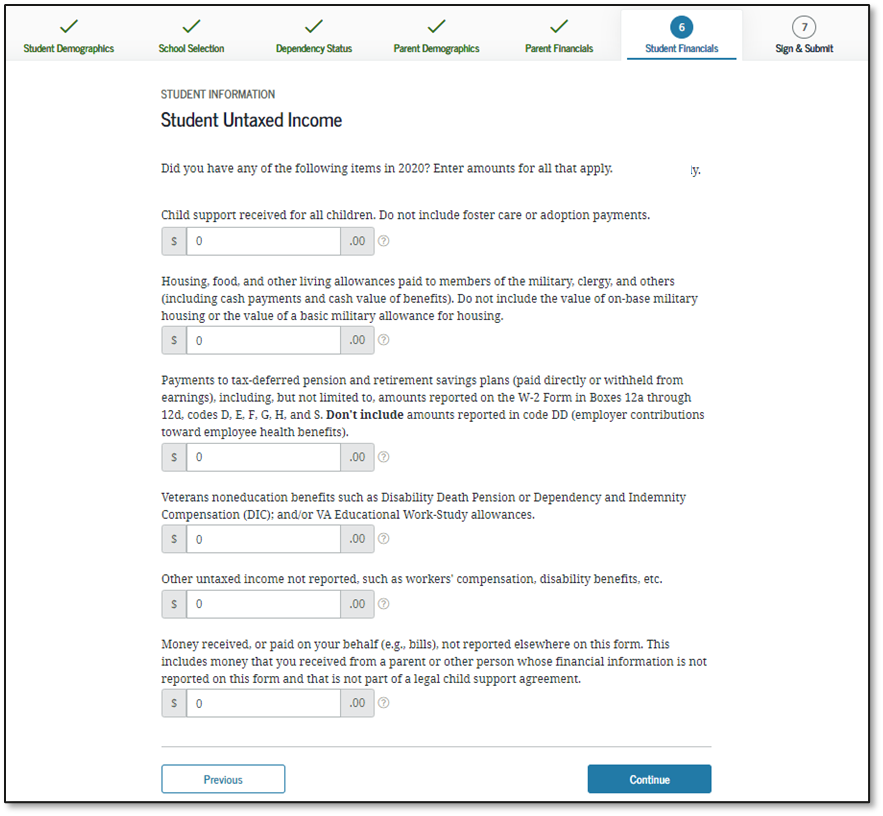 Student Demographics School Selection Dependency Status Parent Demographics Parent Financials 6 Student Financials 7 Sign & Submit
STUDENT INFORMATION
Student Untaxed Income
Did you have any of the following items in 2020? Enter amounts for all that apply. ly.
Child support received for all children. Do not include foster care or adoption payments.
$ 0 .00 ?
Housing, food, and other living allowances paid to members of the military, clergy, and others
(including cash payments and cash value of benefits). Do not include the value of on-base military
housing or the value of a basic military allowance for housing.
$ 0 .00 ?
Payments to tax-deferred pension and retirement savings plans (paid directly or withheld from
earnings), including, but not limited to, amounts reported on the W-2 Form in Boxes 12a through
12d, codes D, E, F, G, H, and S. Don't include amounts reported in code DD (employer contributions
toward employee health benefits).
$ 0 .00 ?
Veterans noneducation benefits such as Disability Death Pension or Dependency and Indemnity
Compensation (DIC); and/or VA Educational Work-Study allowances.
$ 0 .00 ?
Other untaxed income not reported, such as workers' compensation, disability benefits, etc.
$ 0 .00 ?
Money received, or paid on your behalf (e.g., bills), not reported elsewhere on this form. This
includes money that you received from a parent or other person whose financial information is not
reported on this form and that is not part of a legal child support agreement.
$ 0 .00 ?
Previous Continue